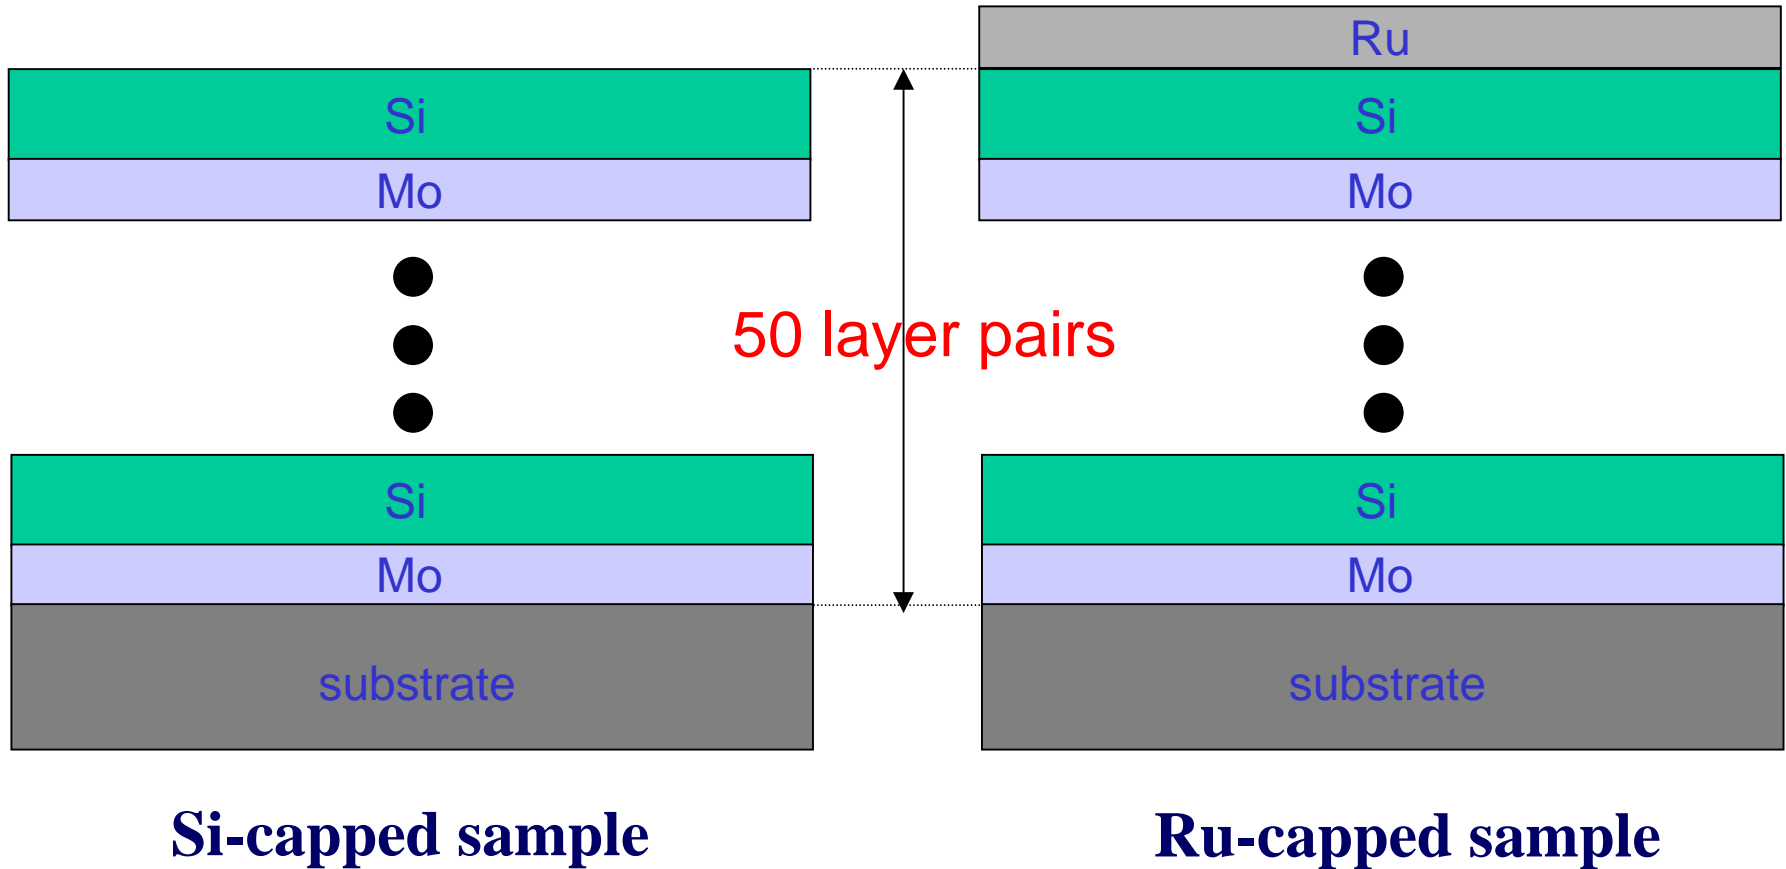 Ru
Si
Si
Mo
Mo
50 layer pairs
Si
Si
Mo
Mo
substrate
substrate
Si-capped sample
Ru-capped sample